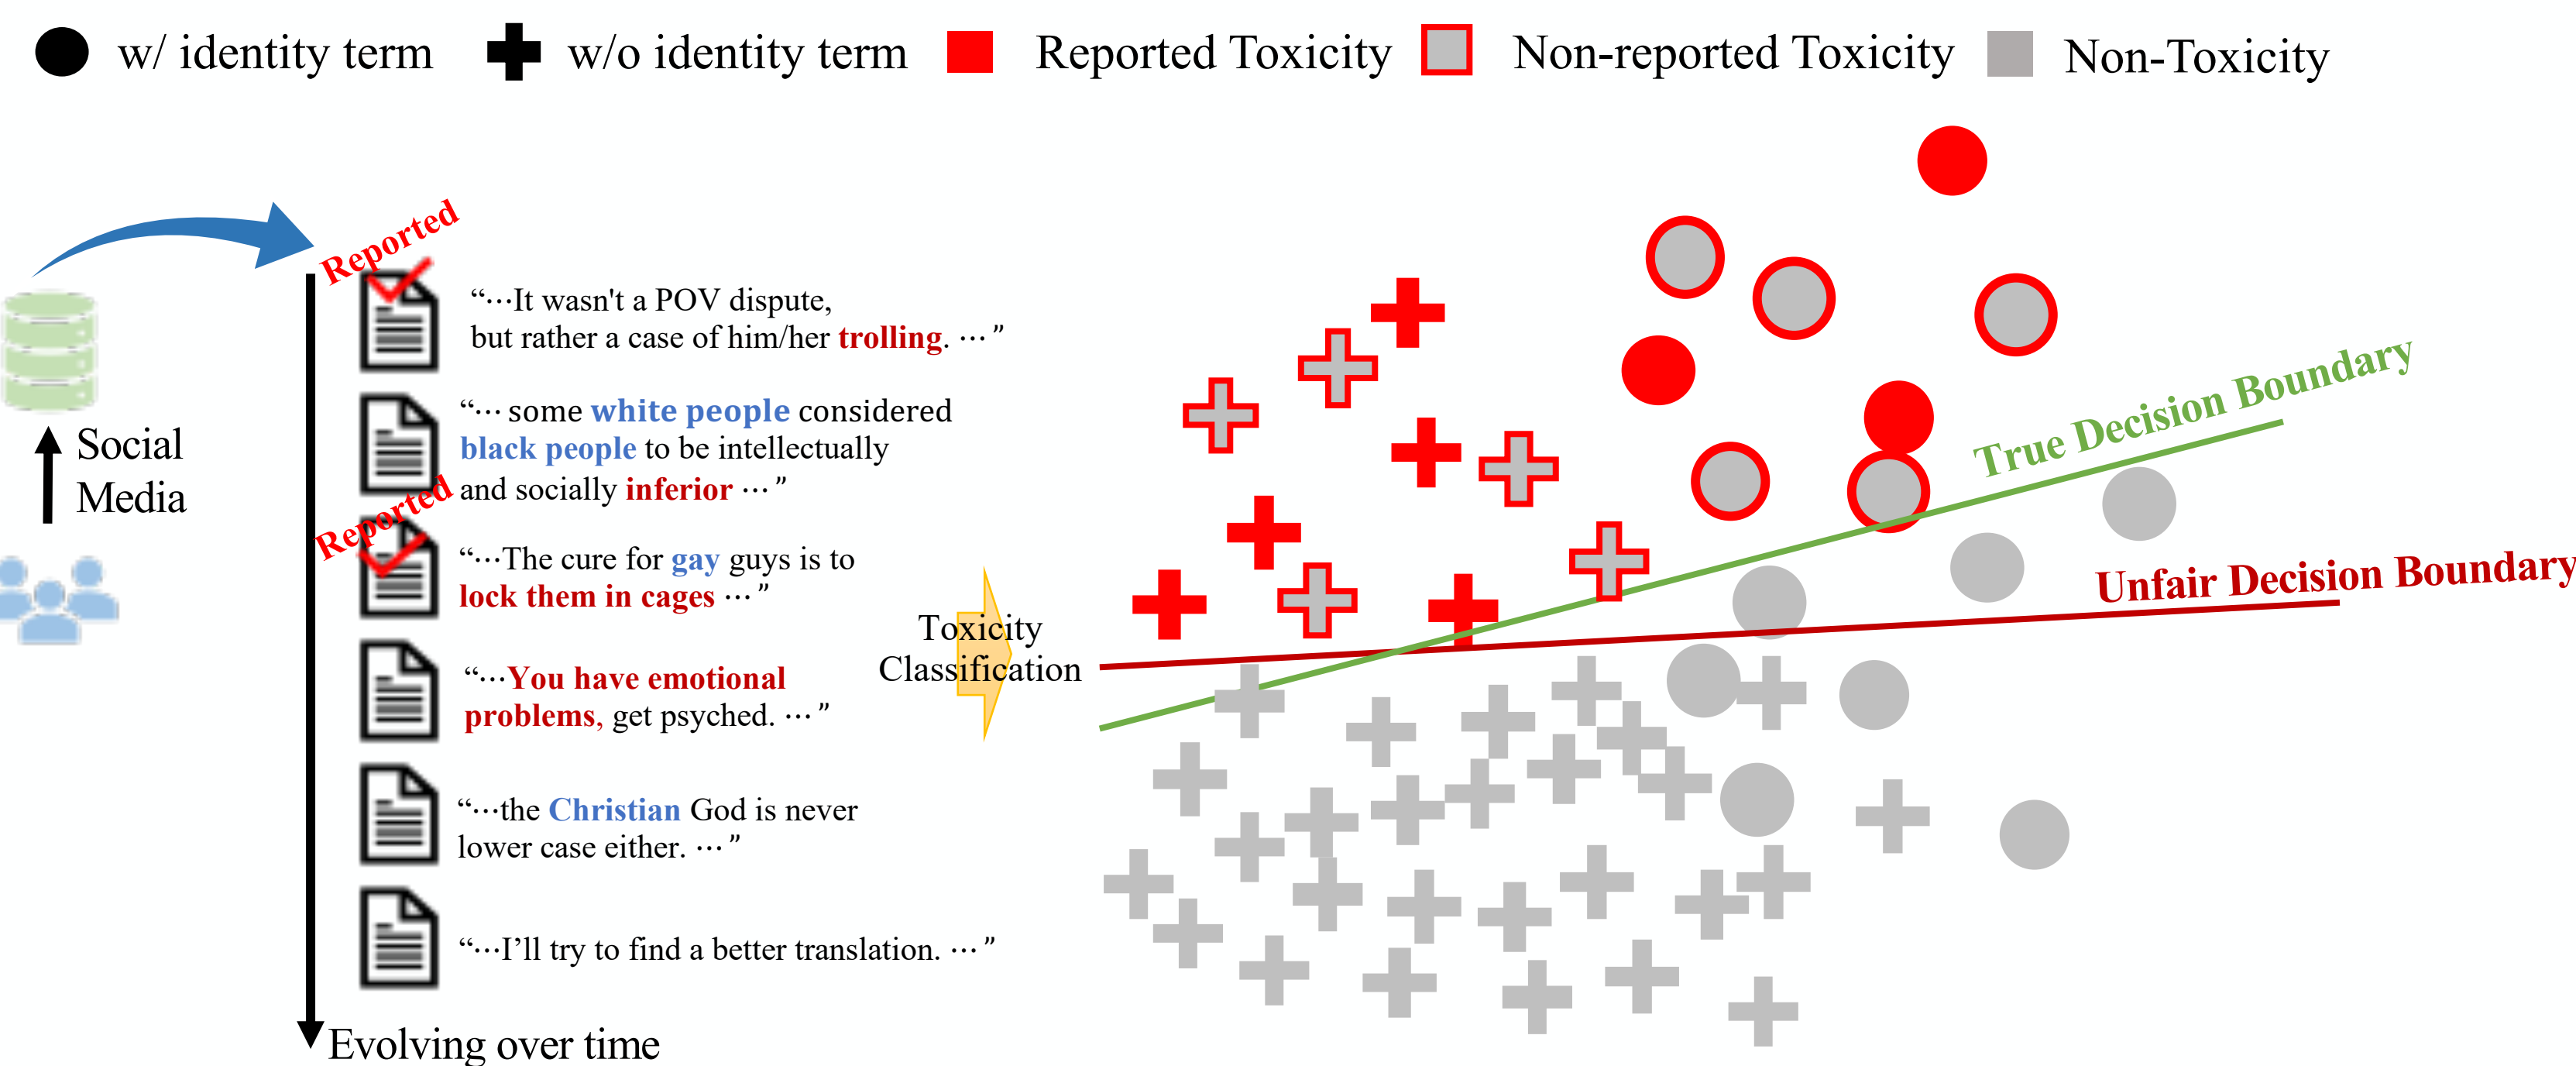 w/ identity term w/o identity term Reported Toxicity Non-reported Toxicity Non-Toxicity
Social
Media
Reported
“···It wasn't a POV dispute,
but rather a case of him/her trolling. ···”
“··· some white people considered
black people to be intellectually
and socially inferior ···”
Reported
“···The cure for gay guys is to
lock them in cages ···”
“···You have emotional
problems, get psyched. ···”
“···the Christian God is never
lower case either. ···”
“···I’ll try to find a better translation. ···”
Evolving over time
Toxicity
Classification
True Decision Boundary
Unfair Decision Boundary